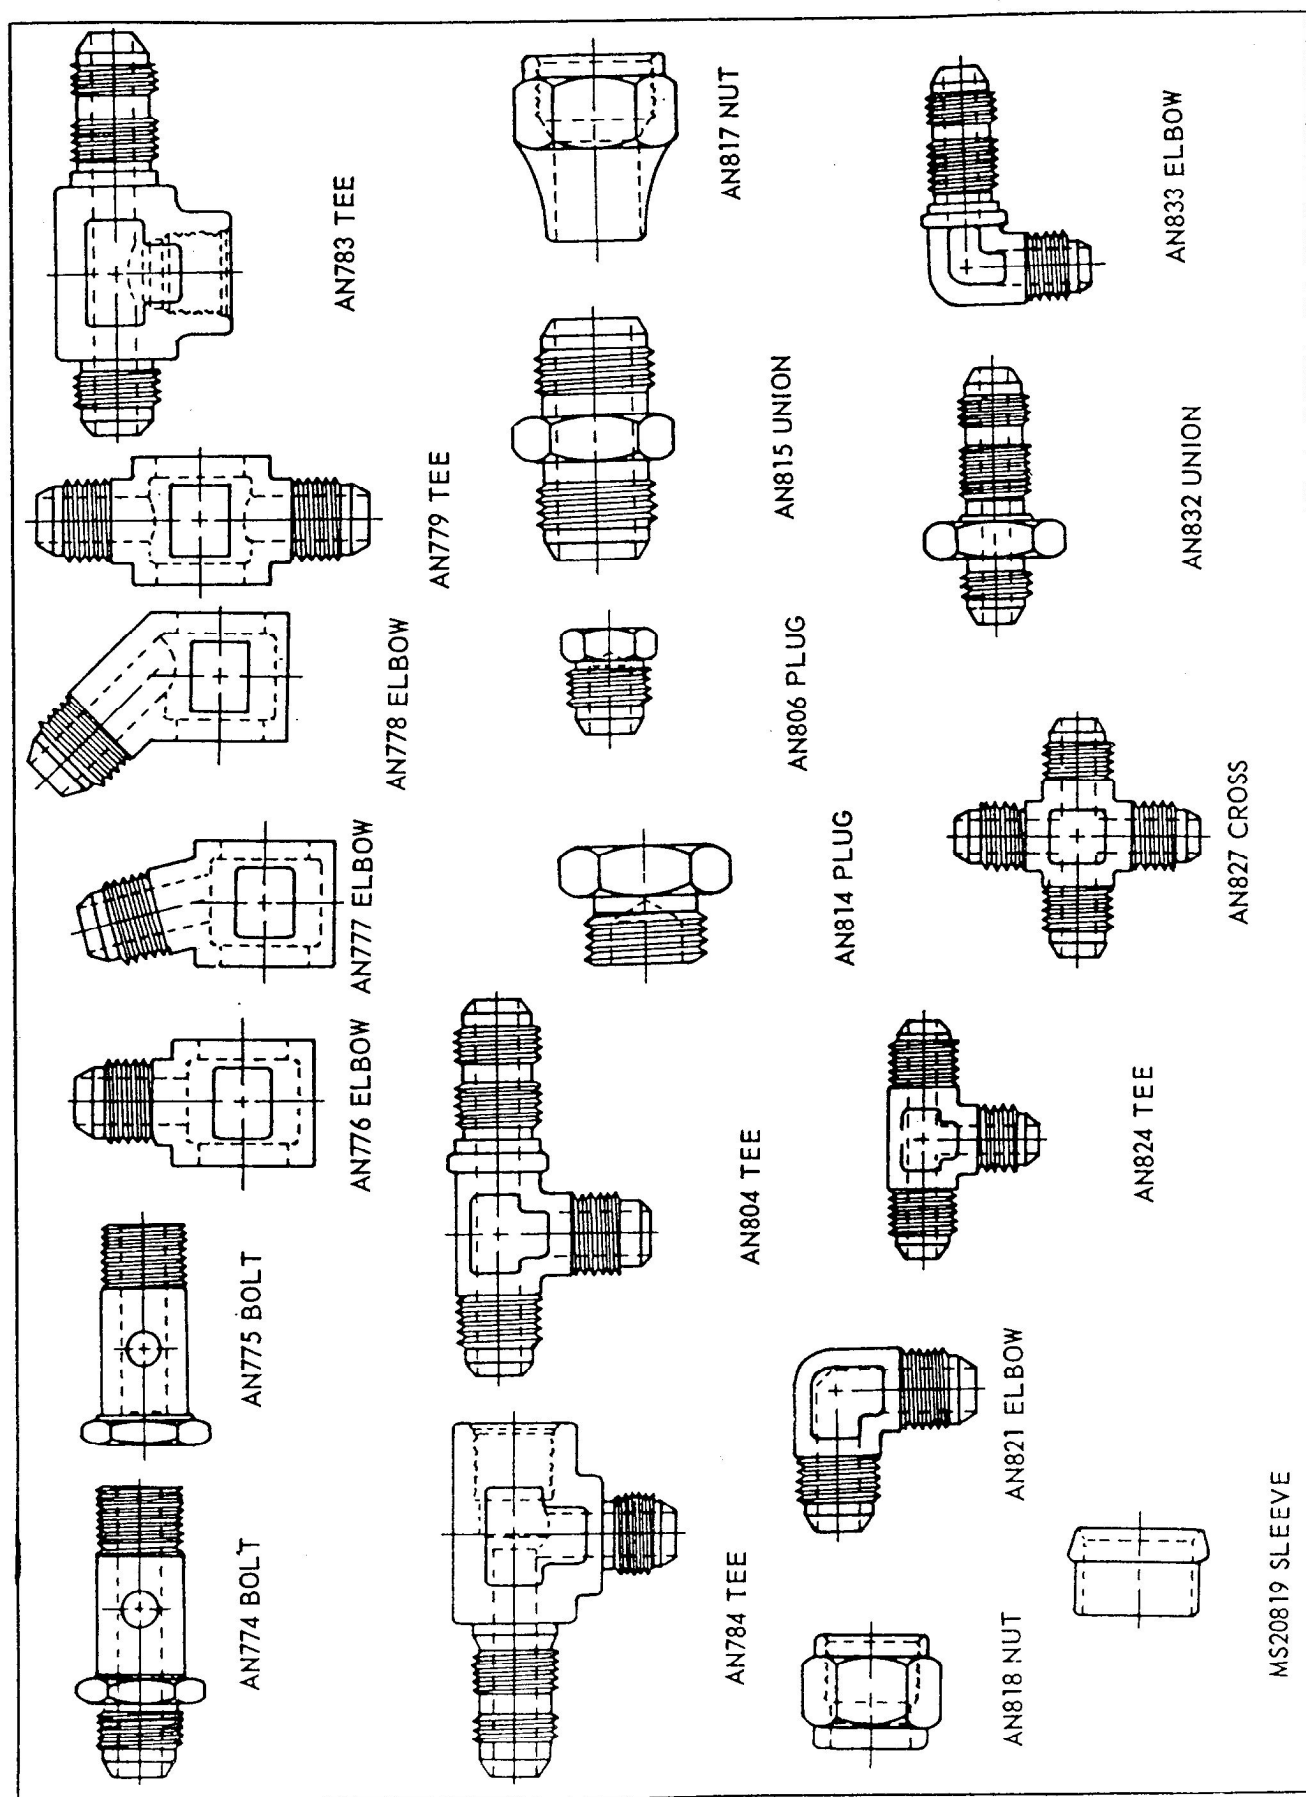 AN774 BOLT
AN775 BOLT
AN776 ELBOW
AN777 ELBOW
AN778 ELBOW
AN779 TEE
AN783 TEE
AN784 TEE
AN804 TEE
AN814 PLUG
AN806 PLUG
AN815 UNION
AN817 NUT
AN818 NUT
AN821 ELBOW
AN824 TEE
AN827 CROSS
AN832 UNION
AN833 ELBOW
MS20819 SLEEVE